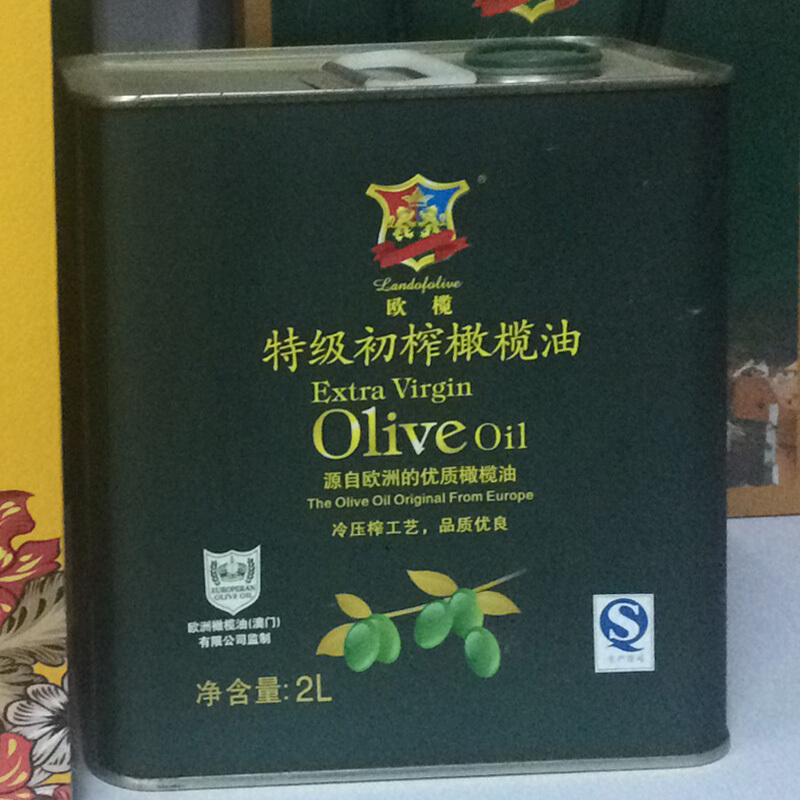 ®
Landofolive
欧 榄
特级初榨橄榄油
Extra Virgin
Olive Oil
源自欧洲的优质橄榄油
The Olive Oil Original From Europe
冷压榨工艺，品质优良
EUROPERAN
OLIVE OIL
欧洲橄榄油(澳门)
有限公司监制
净含量: 2L
S